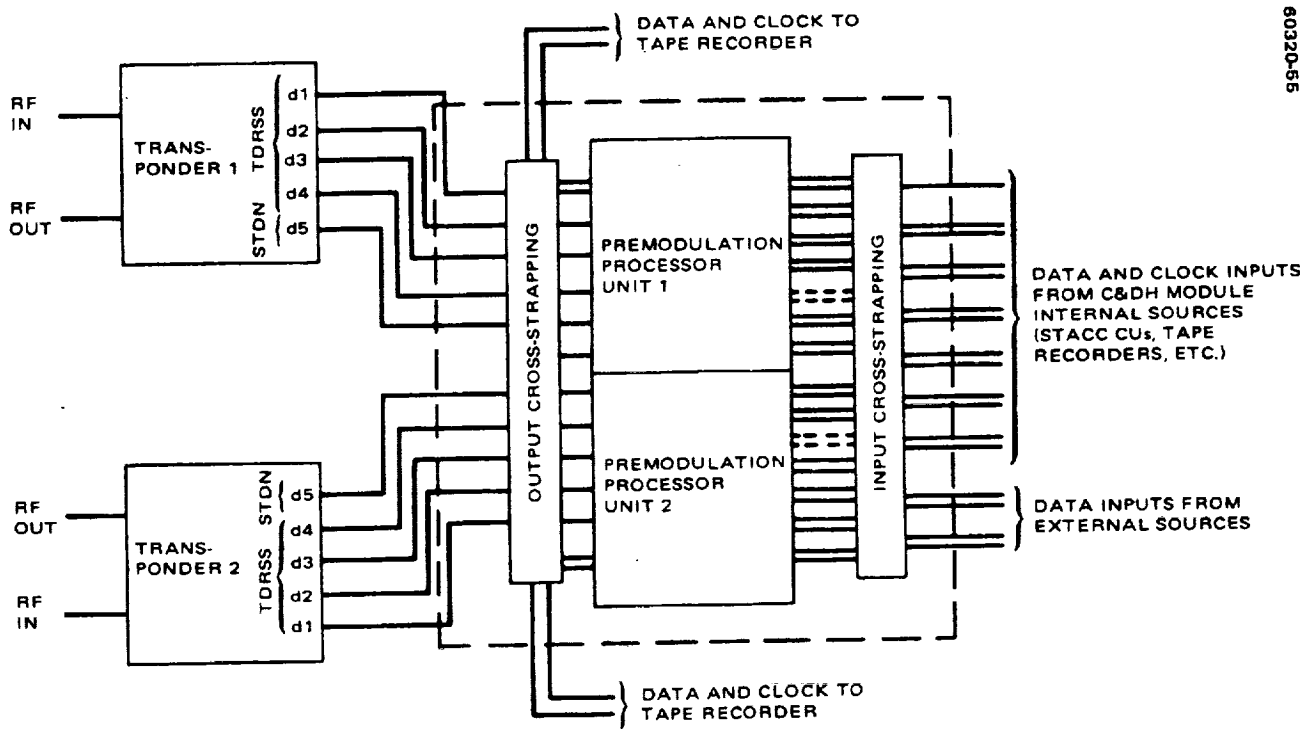 60320-55
DATA AND CLOCK TO
TAPE RECORDER
RF
IN
RF
OUT
TRANS-
PONDER 1
TDRSS
STDN
d1
d2
d3
d4
d5
OUTPUT CROSS-STRAPPING
PREMODULATION
PROCESSOR
UNIT 1
INPUT CROSS-STRAPPING
DATA AND CLOCK INPUTS
FROM C&DH MODULE
INTERNAL SOURCES
(STACC CUs, TAPE
RECORDERS, ETC.)
RF
OUT
RF
IN
TRANS-
PONDER 2
STDN
TDRSS
d5
d4
d3
d2
d1
PREMODULATION
PROCESSOR
UNIT 2
DATA INPUTS FROM
EXTERNAL SOURCES
DATA AND CLOCK TO
TAPE RECORDER